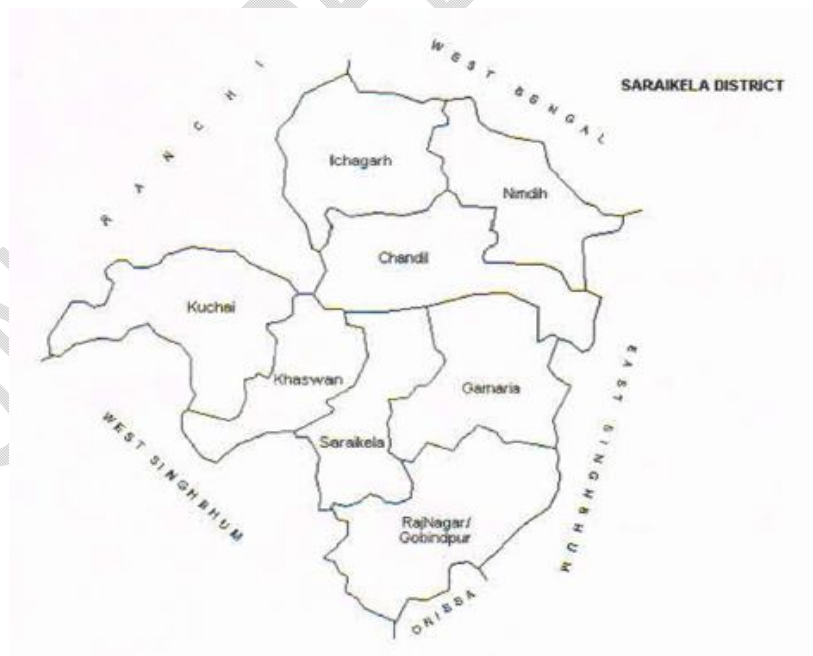 WEST BENGAL
SARAIKELA DISTRICT
RANCHI
Ichagarh
Nimdih
Chandil
Kuchai
Khaswan
Gamaria
Saraikela
EAST SINGHBHUM
WEST SINGHBHUM
RajNagar/
Gobindpur
ORISSA